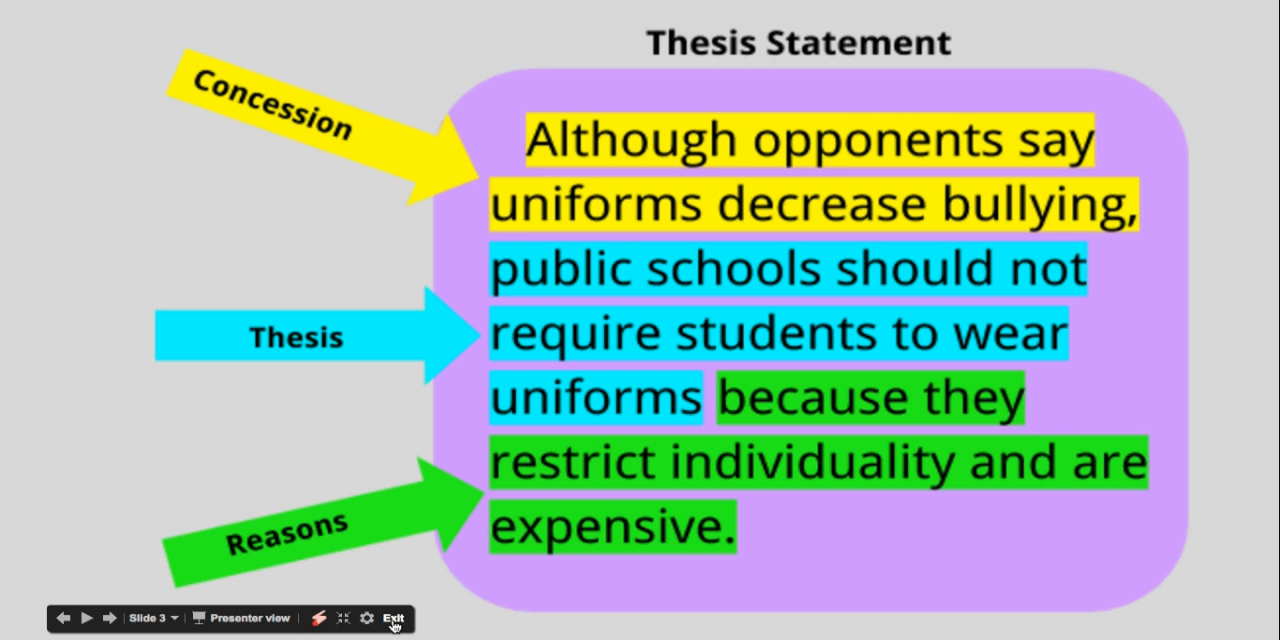 Thesis Statement
Concession
Although opponents say
uniforms decrease bullying,
public schools should not
Thesis
require students to wear
uniforms because they
restrict individuality and are
Reasons
expensive.
Slide 3 Presenter view Exit